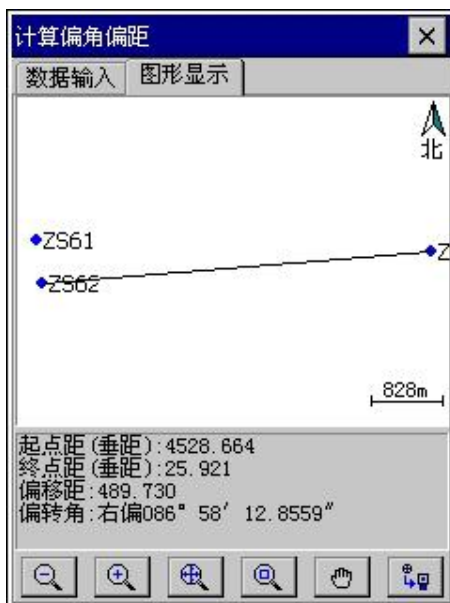 计算偏角偏距
数据输入 图形显示
北
ZS61
Z
ZS62
828m
起点距(垂距):4528.664
终点距(垂距):25.921
偏移距:489.730
偏转角:右偏086° 58′ 12.8559″